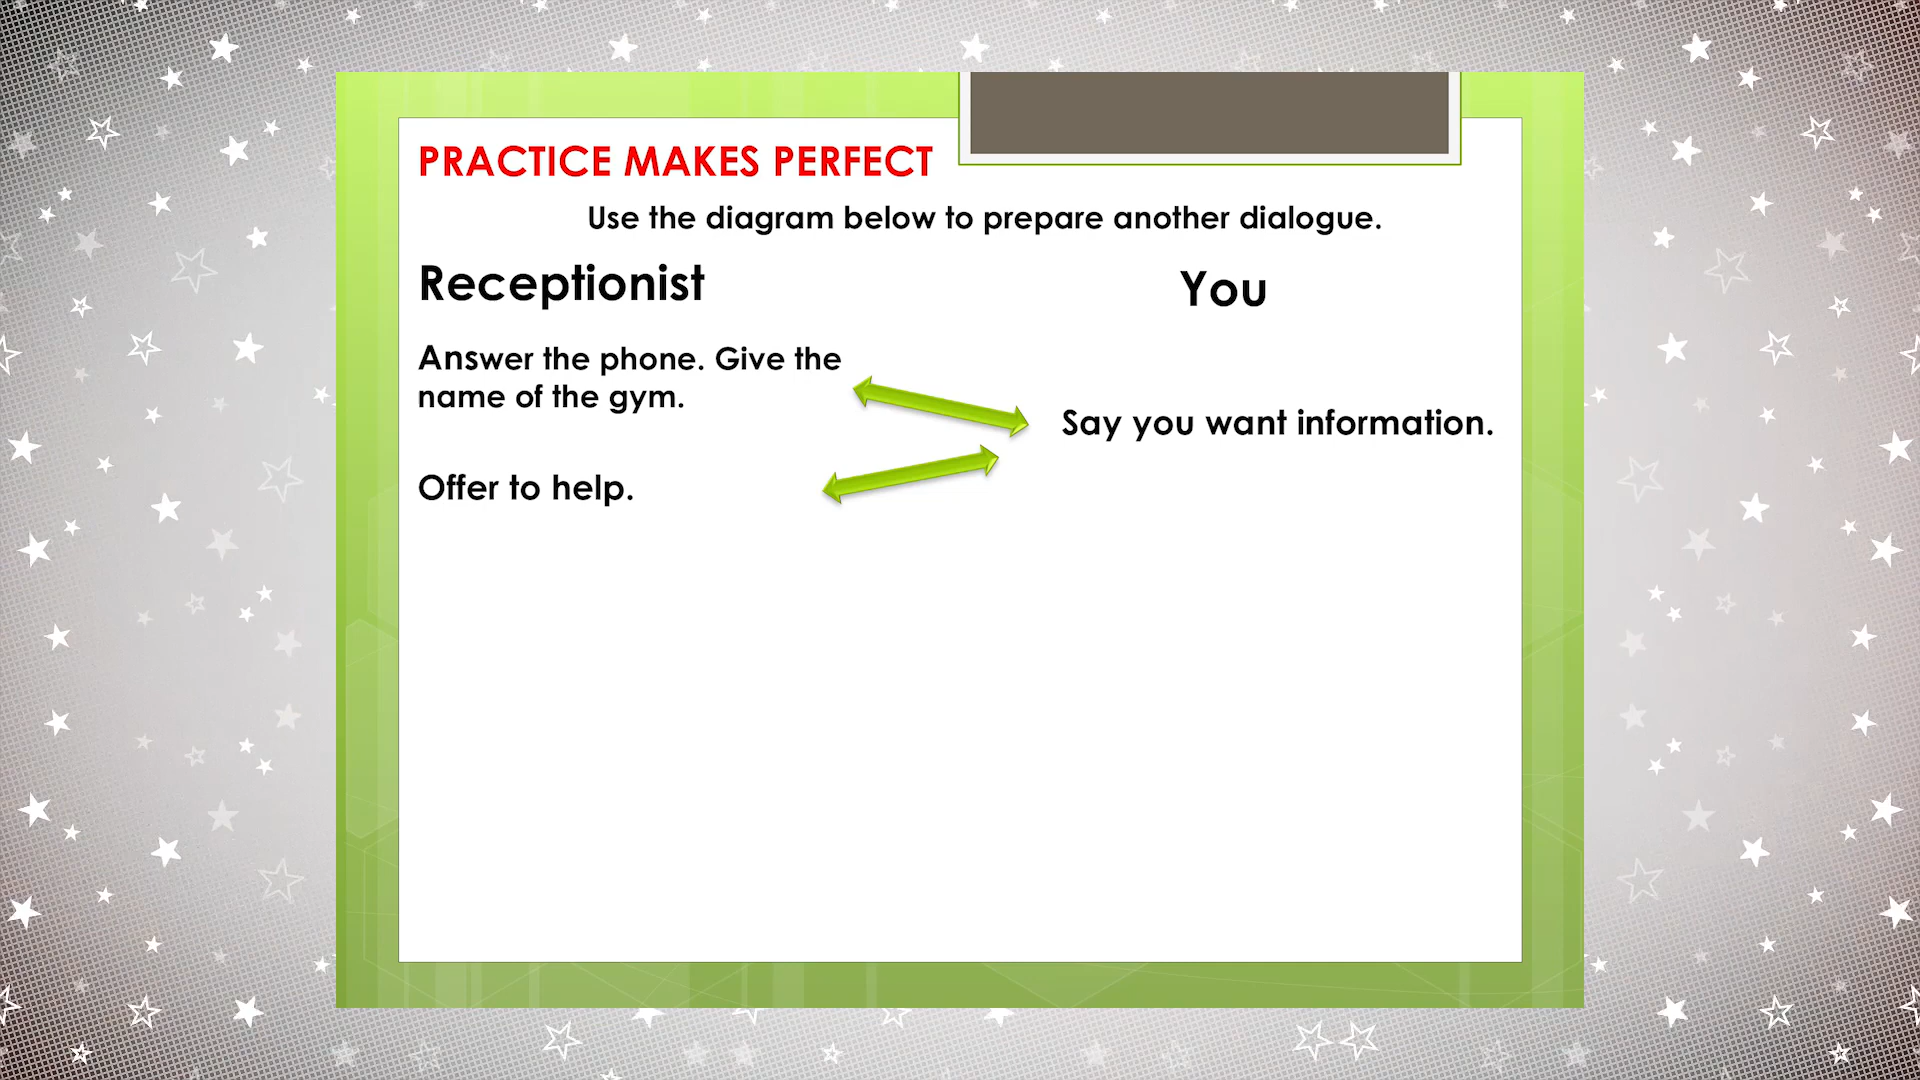 PRACTICE MAKES PERFECT
Use the diagram below to prepare another dialogue.
Receptionist
You
Answer the phone. Give the
name of the gym.
Say you want information.
Offer to help.